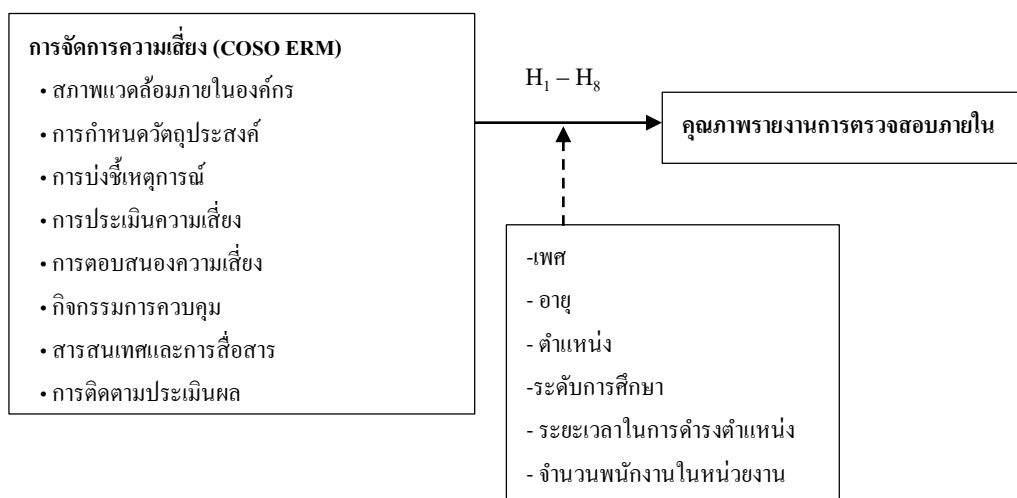 การจัดการความเสี่ยง (COSO ERM)
• สภาพแวดล้อมภายในองค์กร
• การกำหนดวัตถุประสงค์
• การบ่งชี้เหตุการณ์
• การประเมินความเสี่ยง
• การตอบสนองความเสี่ยง
• กิจกรรมการควบคุม
• สารสนเทศและการสื่อสาร
• การติดตามประเมินผล
H₁ – H₈
คุณภาพรายงานการตรวจสอบภายใน
-เพศ
- อายุ
- ตำแหน่ง
-ระดับการศึกษา
- ระยะเวลาในการดำรงตำแหน่ง
- จำนวนพนักงานในหน่วยงาน